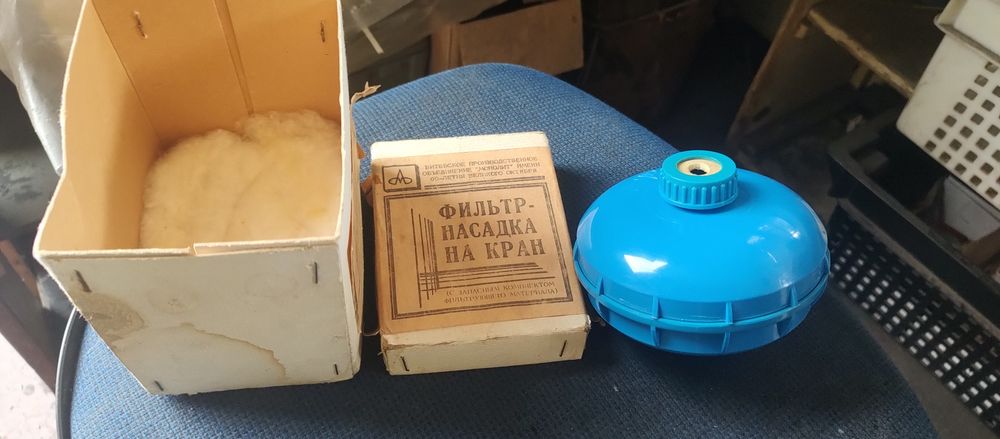 ВИТЕБСКОЕ ПРОИЗВОДСТВЕННОЕ
ОБЪЕДИНЕНИЕ "МОНОЛИТ" ИМЕНИ
60-ЛЕТИЯ ВЕЛИКОГО ОКТЯБРЯ
ФИЛЬТР-
НАСАДКА
НА КРАН
(С ЗАПАСНЫМ КОМПЛЕКТОМ
ФИЛЬТРУЮЩЕГО МАТЕРИАЛА)